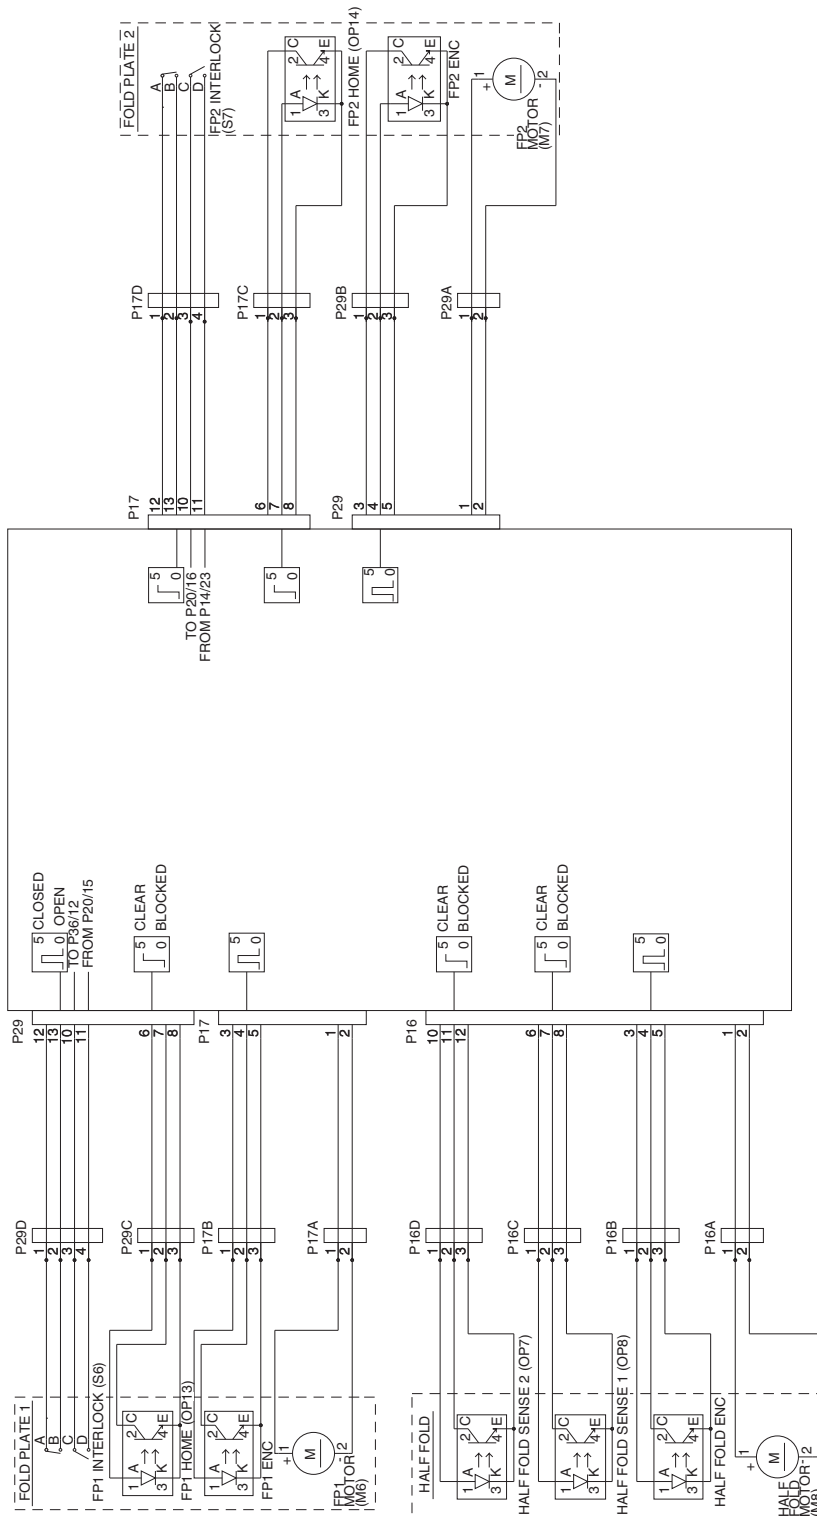 FOLD PLATE 1
A
B
C
D
FP1 INTERLOCK (S6)
1 A 2 C
3 K 4 E
FP1 HOME (OP13)
1 A 2 C
3 K 4 E
FP1 ENC
+ 1
M
- 2
FP1
MOTOR
(M6)
P29D
1
2
3
4
P29C
1
2
3
P17B
1
2
3
P17A
1
2
P29
12
13
10
11
6
7
8
P17
3
4
5
1
2
5 CLOSED
0 OPEN
TO P36/12
FROM P20/15
5 CLEAR
0 BLOCKED
5
0
HALF FOLD
1 A 2 C
3 K 4 E
HALF FOLD SENSE 2 (OP7)
1 A 2 C
3 K 4 E
HALF FOLD SENSE 1 (OP8)
1 A 2 C
3 K 4 E
HALF FOLD ENC
+ 1
M
- 2
HALF
FOLD
MOTOR
(M8)
P16D
1
2
3
P16C
1
2
3
P16B
1
2
3
P16A
1
2
P16
10
11
12
6
7
8
3
4
5
1
2
5 CLEAR
0 BLOCKED
5 CLEAR
0 BLOCKED
5
0
5
0
TO P20/16
FROM P14/23
5
0
5
0
P17
12
13
10
11
6
7
8
P29
3
4
5
1
2
P17D
1
2
3
4
P17C
1
2
3
P29B
1
2
3
P29A
1
2
FOLD PLATE 2
A
B
C
D
FP2 INTERLOCK
(S7)
1 A 2 C
3 K 4 E
FP2 HOME (OP14)
1 A 2 C
3 K 4 E
FP2 ENC
+ 1
M
- 2
FP2
MOTOR
(M7)